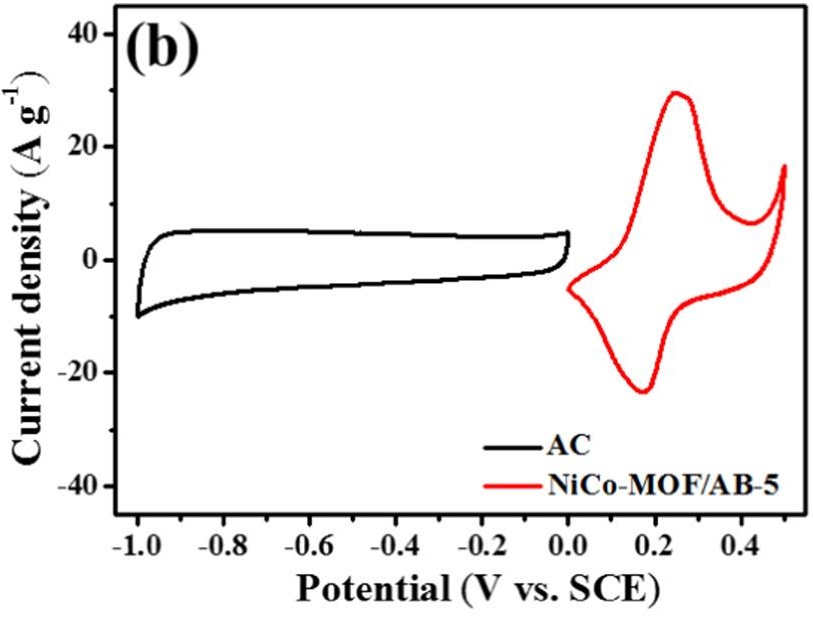 (b)
Current density (A g⁻¹)
40
20
0
-20
-40
AC
NiCo-MOF/AB-5
-1.0 -0.8 -0.6 -0.4 -0.2 0.0 0.2 0.4
Potential (V vs. SCE)